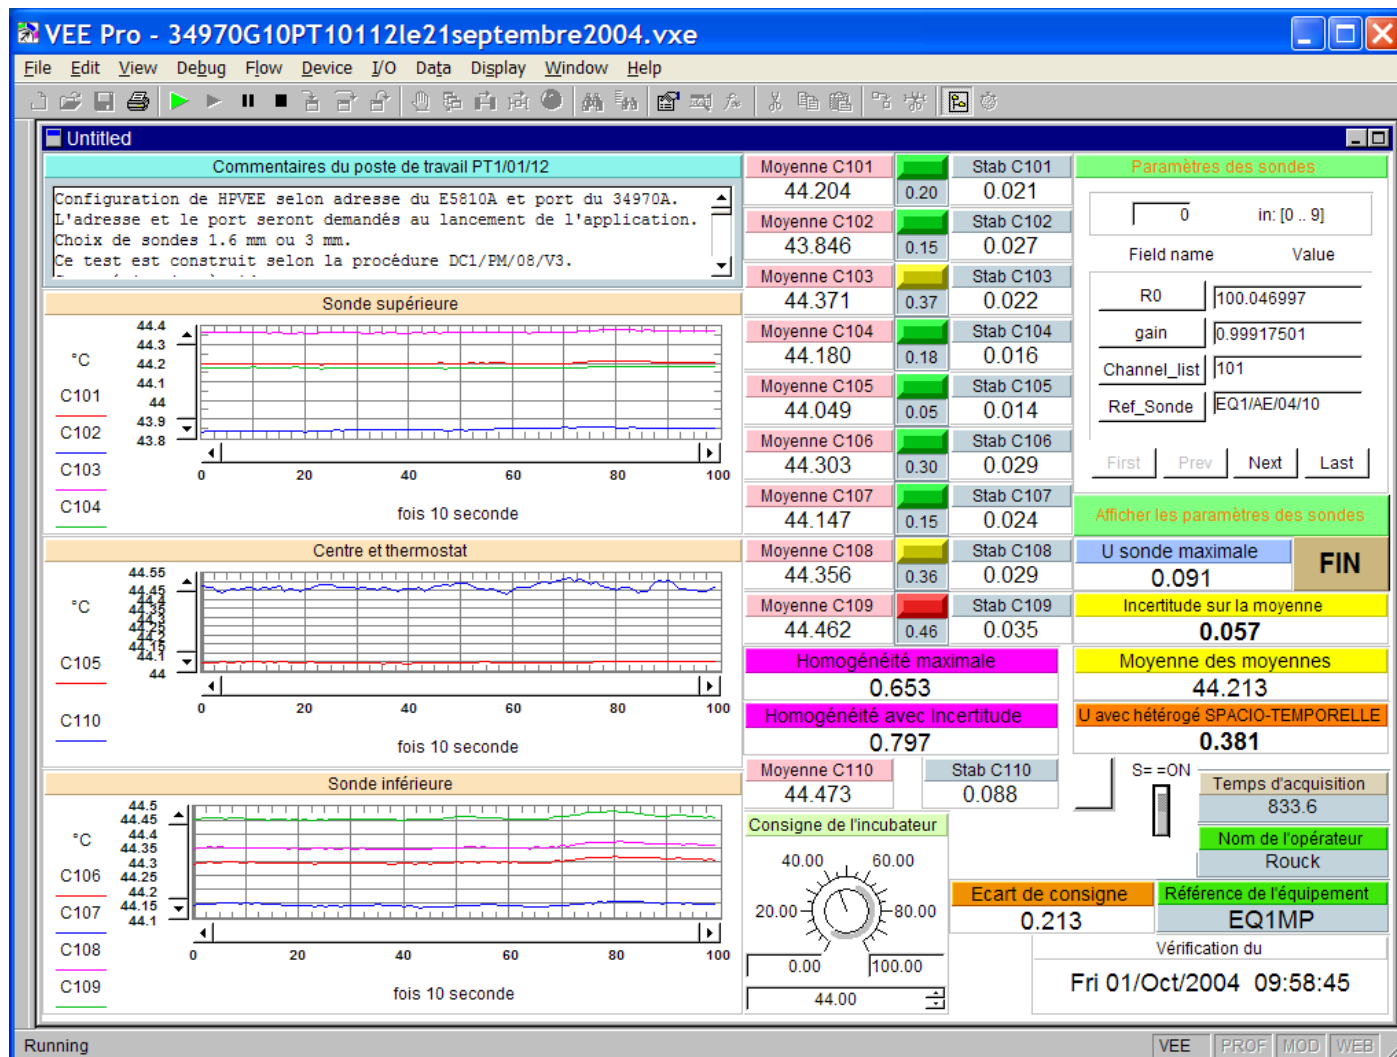 VEE Pro - 34970G10PT10112le21septembre2004.vxe
File Edit View Debug Flow Device I/O Data Display Window Help
Untitled
Commentaires du poste de travail PT1/01/12
Configuration de HPVEE selon adresse du E5810A et port du 34970A.
L'adresse et le port seront demandés au lancement de l'application.
Choix de sondes 1.6 mm ou 3 mm.
Ce test est construit selon la procédure DC1/PM/08/V3.
Sonde supérieure
44.4
44.3
44.2
44.1
44
43.9
43.8
°C
C101
C102
C103
C104
0 20 40 60 80 100
fois 10 seconde
Centre et thermostat
44.55
44.45
44.4
44.35
44.3
44.25
44.2
44.15
44.1
44
°C
C105
C110
0 20 40 60 80 100
fois 10 seconde
Sonde inférieure
44.5
44.45
44.4
44.35
44.3
44.25
44.2
44.15
44.1
°C
C106
C107
C108
C109
0 20 40 60 80 100
fois 10 seconde
Moyenne C101 Stab C101
44.204 0.20 0.021
Moyenne C102 Stab C102
43.846 0.15 0.027
Moyenne C103 Stab C103
44.371 0.37 0.022
Moyenne C104 Stab C104
44.180 0.18 0.016
Moyenne C105 Stab C105
44.049 0.05 0.014
Moyenne C106 Stab C106
44.303 0.30 0.029
Moyenne C107 Stab C107
44.147 0.15 0.024
Moyenne C108 Stab C108
44.356 0.36 0.029
Moyenne C109 Stab C109
44.462 0.46 0.035
Homogénéité maximale
0.653
Homogénéité avec Incertitude
0.797
Moyenne C110 Stab C110
44.473 0.088
Consigne de l'incubateur
40.00 60.00
20.00 80.00
0.00 100.00
44.00
Paramètres des sondes
0 in: [0 .. 9]
Field name Value
R0 100.046997
gain 0.99917501
Channel_list 101
Ref_Sonde EQ1/AE/04/10
First Prev Next Last
Afficher les paramètres des sondes
U sonde maximale
0.091
FIN
Incertitude sur la moyenne
0.057
Moyenne des moyennes
44.213
U avec hétérogé SPACIO-TEMPORELLE
0.381
S= =ON
Temps d'acquisition
833.6
Nom de l'opérateur
Rouck
Ecart de consigne
0.213
Référence de l'équipement
EQ1MP
Vérification du
Fri 01/Oct/2004 09:58:45
Running
VEE PROF MOD WEB